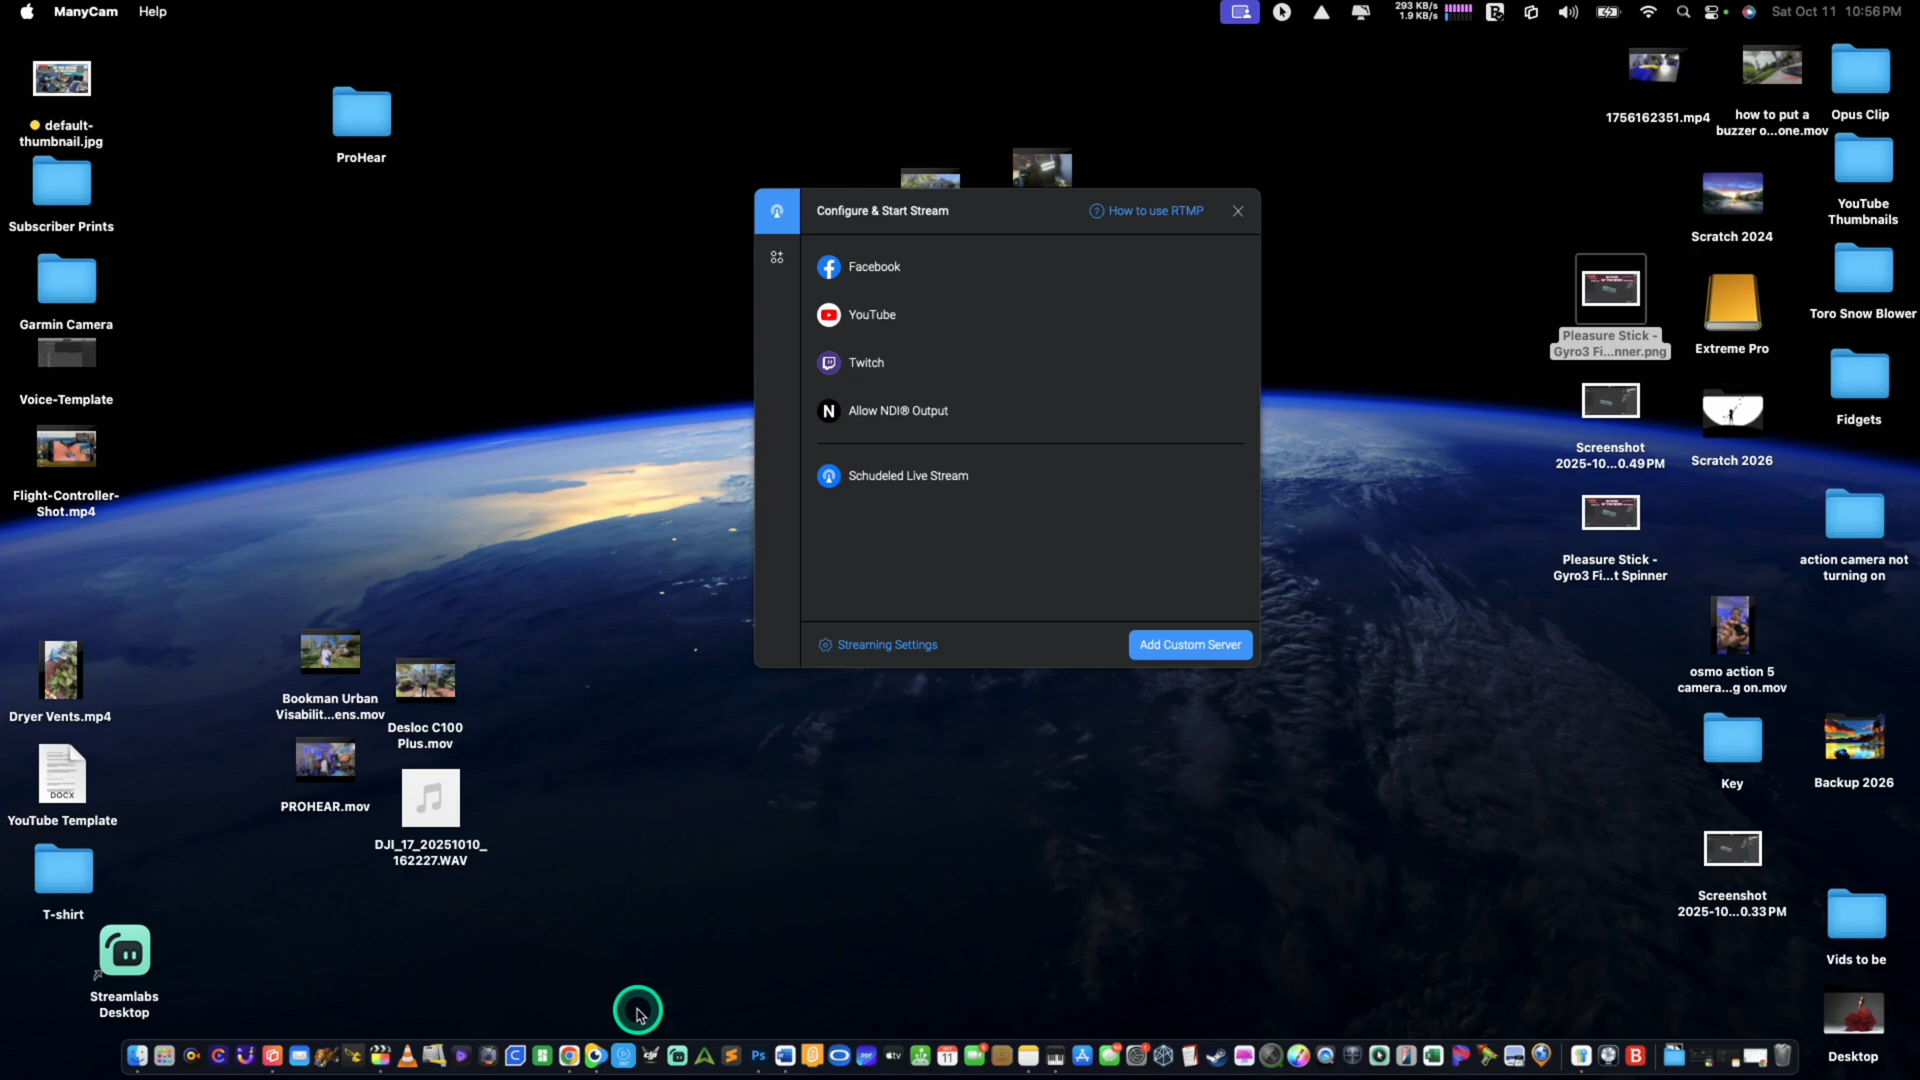 ManyCam Help
293 KB/s
1.9 KB/s
Sat Oct 11 10:56 PM
default-
thumbnail.jpg
Subscriber Prints
Garmin Camera
Voice-Template
Flight-Controller-
Shot.mp4
Dryer Vents.mp4
DOCX
YouTube Template
T-shirt
Streamlabs
Desktop
ProHear
Bookman Urban
Visabilit...ens.mov
Desloc C100
Plus.mov
PROHEAR.mov
DJI_17_20251010_
162227.WAV
Configure & Start Stream
How to use RTMP
Facebook
YouTube
Twitch
Allow NDI® Output
Schudeled Live Stream
Streaming Settings
Add Custom Server
1756162351.mp4
how to put a
buzzer o...one.mov
Opus Clip
YouTube
Thumbnails
Scratch 2024
Toro Snow Blower
Pleasure Stick -
Gyro3 Fi...nner.png
Extreme Pro
Fidgets
Screenshot
2025-10...0.49 PM
Scratch 2026
Pleasure Stick -
Gyro3 Fi...t Spinner
action camera not
turning on
osmo action 5
camera...g on.mov
Key
Backup 2026
Screenshot
2025-10...0.33 PM
Vids to be
Desktop